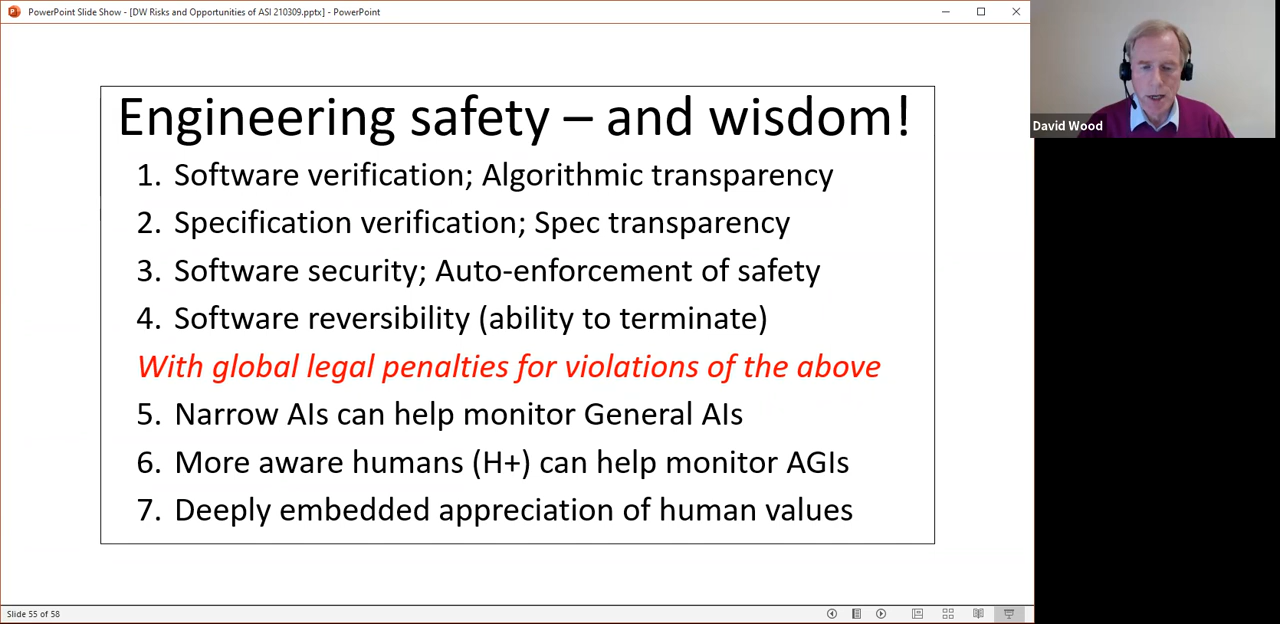 PowerPoint Slide Show - [DW Risks and Opportunities of ASI 210309.pptx] - PowerPoint
Engineering safety – and wisdom!
1. Software verification; Algorithmic transparency
2. Specification verification; Spec transparency
3. Software security; Auto-enforcement of safety
4. Software reversibility (ability to terminate)
With global legal penalties for violations of the above
5. Narrow AIs can help monitor General AIs
6. More aware humans (H+) can help monitor AGIs
7. Deeply embedded appreciation of human values
Slide 55 of 58
David Wood